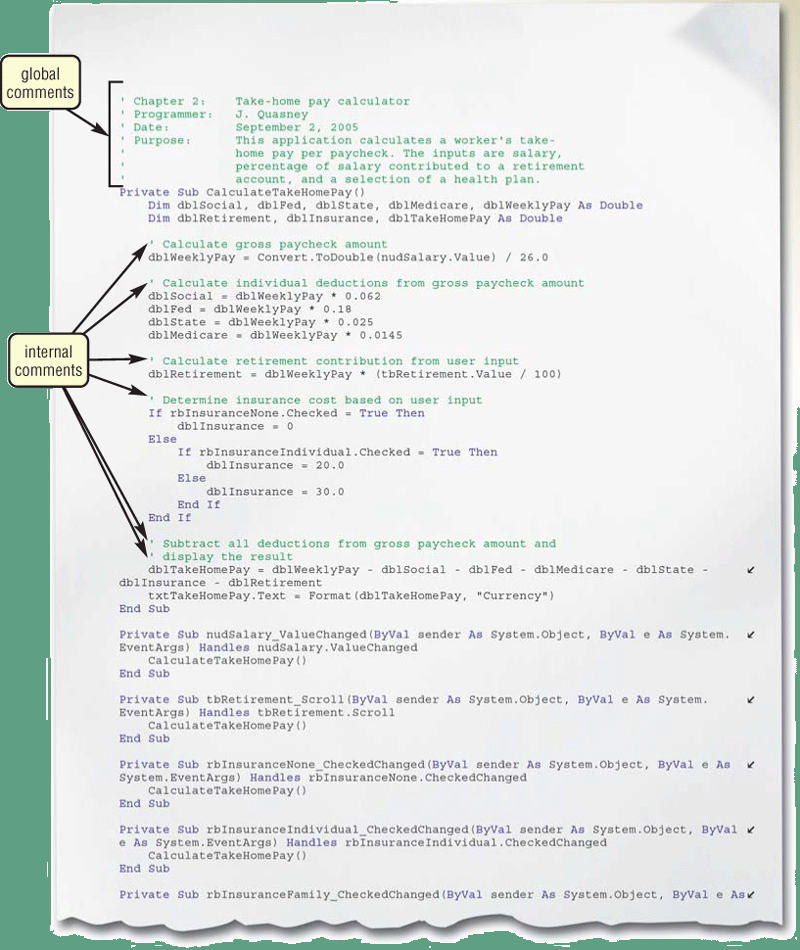 global
comments
' Chapter 2:    Take-home pay calculator
' Programmer:   J. Quasney
' Date:         September 2, 2005
' Purpose:      This application calculates a worker's take-
'               home pay per paycheck. The inputs are salary,
'               percentage of salary contributed to a retirement
'               account, and a selection of a health plan.
Private Sub CalculateTakeHomePay()
    Dim dblSocial, dblFed, dblState, dblMedicare, dblWeeklyPay As Double
    Dim dblRetirement, dblInsurance, dblTakeHomePay As Double
    ' Calculate gross paycheck amount
    dblWeeklyPay = Convert.ToDouble(nudSalary.Value) / 26.0
    ' Calculate individual deductions from gross paycheck amount
    dblSocial = dblWeeklyPay * 0.062
    dblFed = dblWeeklyPay * 0.18
    dblState = dblWeeklyPay * 0.025
    dblMedicare = dblWeeklyPay * 0.0145
internal
comments
    ' Calculate retirement contribution from user input
    dblRetirement = dblWeeklyPay * (tbRetirement.Value / 100)
    ' Determine insurance cost based on user input
    If rbInsuranceNone.Checked = True Then
        dblInsurance = 0
    Else
        If rbInsuranceIndividual.Checked = True Then
            dblInsurance = 20.0
        Else
            dblInsurance = 30.0
        End If
    End If
    ' Subtract all deductions from gross paycheck amount and
    ' display the result
    dblTakeHomePay = dblWeeklyPay - dblSocial - dblFed - dblMedicare - dblState -
dblInsurance - dblRetirement
    txtTakeHomePay.Text = Format(dblTakeHomePay, "Currency")
End Sub
Private Sub nudSalary_ValueChanged(ByVal sender As System.Object, ByVal e As System.
EventArgs) Handles nudSalary.ValueChanged
    CalculateTakeHomePay()
End Sub
Private Sub tbRetirement_Scroll(ByVal sender As System.Object, ByVal e As System.
EventArgs) Handles tbRetirement.Scroll
    CalculateTakeHomePay()
End Sub
Private Sub rbInsuranceNone_CheckedChanged(ByVal sender As System.Object, ByVal e As
System.EventArgs) Handles rbInsuranceNone.CheckedChanged
    CalculateTakeHomePay()
End Sub
Private Sub rbInsuranceIndividual_CheckedChanged(ByVal sender As System.Object, ByVal
e As System.EventArgs) Handles rbInsuranceIndividual.CheckedChanged
    CalculateTakeHomePay()
End Sub
Private Sub rbInsuranceFamily_CheckedChanged(ByVal sender As System.Object, ByVal e As